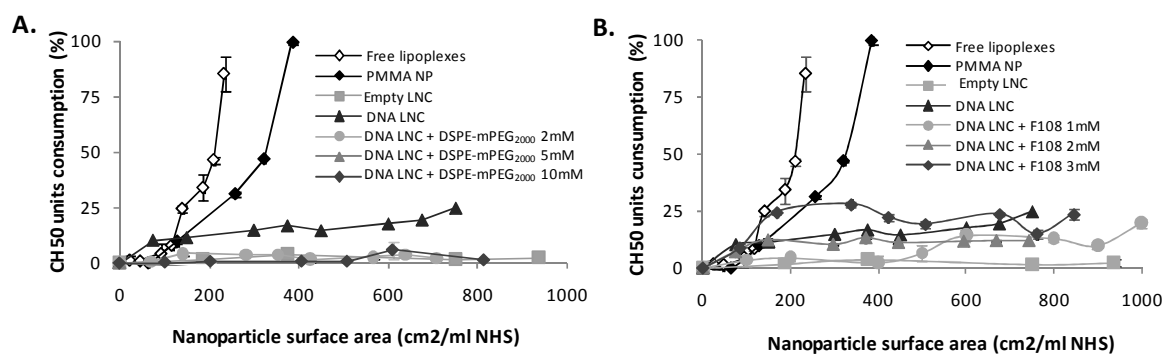 A.
CH50 units consumption (%)
100
75
50
25
0
0 200 400 600 800 1000
Nanoparticle surface area (cm2/ml NHS)
Free lipoplexes
PMMA NP
Empty LNC
DNA LNC
DNA LNC + DSPE-mPEG2000 2mM
DNA LNC + DSPE-mPEG2000 5mM
DNA LNC + DSPE-mPEG2000 10mM
B.
CH50 units cunsumption (%)
100
75
50
25
0
0 200 400 600 800 1000
Nanoparticle surface area (cm2/ml NHS)
Free lipoplexes
PMMA NP
Empty LNC
DNA LNC
DNA LNC + F108 1mM
DNA LNC + F108 2mM
DNA LNC + F108 3mM